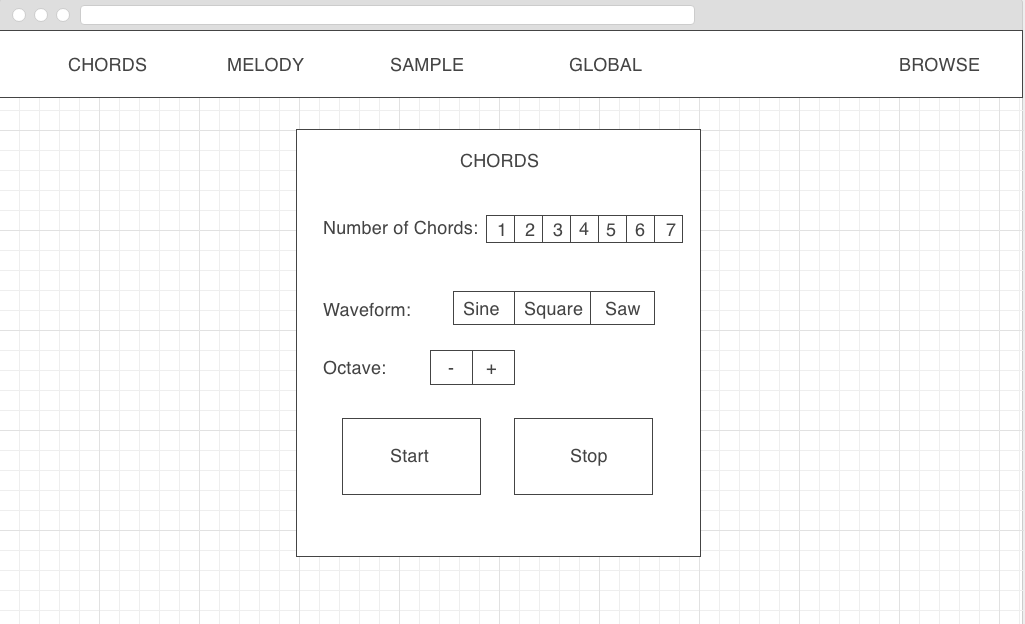 CHORDS MELODY SAMPLE GLOBAL BROWSE
CHORDS
Number of Chords: 1 2 3 4 5 6 7
Waveform: Sine Square Saw
Octave: - +
Start Stop